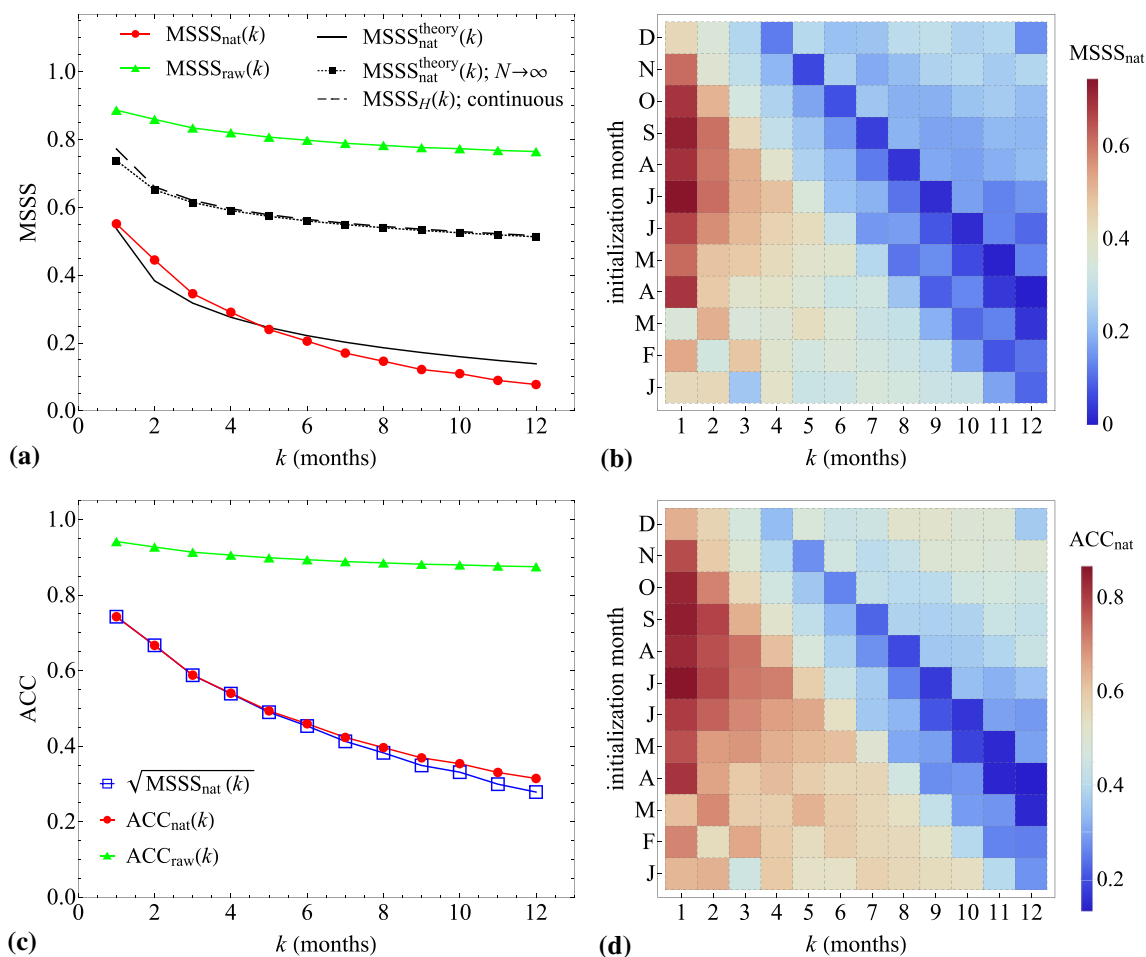 MSSS_nat(k)
MSSS_raw(k)
MSSS_nat^theory(k)
MSSS_nat^theory(k); N→∞
MSSS_H(k); continuous
MSSS
1.0
0.8
0.6
0.4
0.2
0.0
0 2 4 6 8 10 12
k (months)
(a)
initialization month
D
N
O
S
A
J
J
M
A
M
F
J
1 2 3 4 5 6 7 8 9 10 11 12
k (months)
(b)
MSSS_nat
0.6
0.4
0.2
0
ACC
1.0
0.8
0.6
0.4
0.2
0.0
√MSSS_nat(k)
ACC_nat(k)
ACC_raw(k)
0 2 4 6 8 10 12
k (months)
(c)
initialization month
D
N
O
S
A
J
J
M
A
M
F
J
1 2 3 4 5 6 7 8 9 10 11 12
k (months)
(d)
ACC_nat
0.8
0.6
0.4
0.2